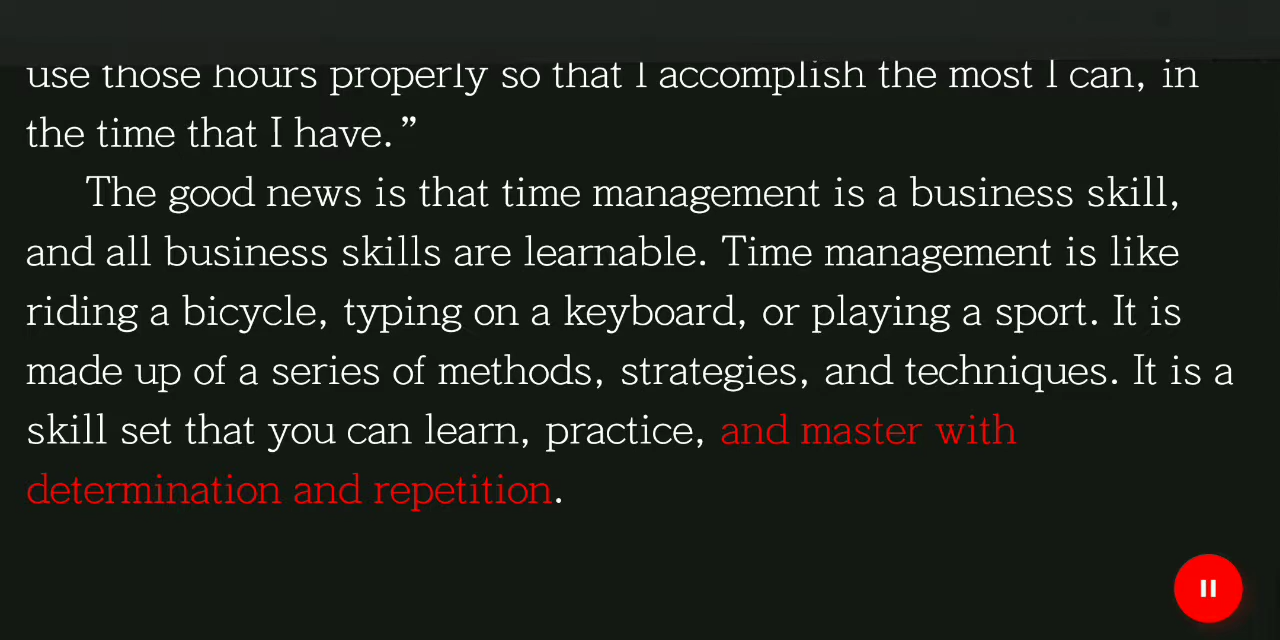 use those hours properly so that I accomplish the most I can, in
the time that I have.”
The good news is that time management is a business skill,
and all business skills are learnable. Time management is like
riding a bicycle, typing on a keyboard, or playing a sport. It is
made up of a series of methods, strategies, and techniques. It is a
skill set that you can learn, practice, and master with
determination and repetition.